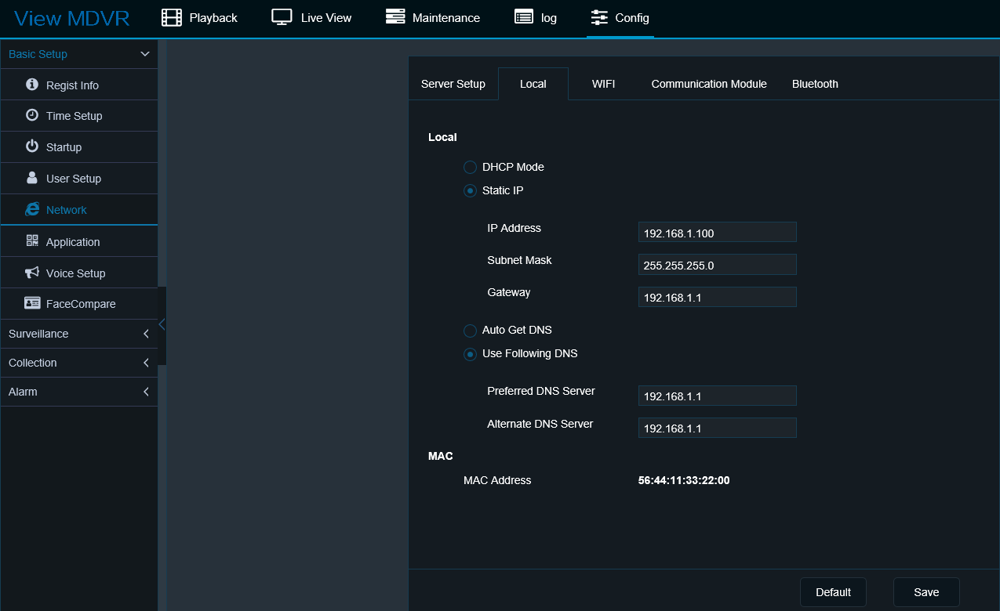 View MDVR Playback Live View Maintenance log Config
Basic Setup
Regist Info
Time Setup
Startup
User Setup
Network
Application
Voice Setup
FaceCompare
Surveillance
Collection
Alarm
Server Setup Local WIFI Communication Module Bluetooth
Local
DHCP Mode
Static IP
IP Address 192.168.1.100
Subnet Mask 255.255.255.0
Gateway 192.168.1.1
Auto Get DNS
Use Following DNS
Preferred DNS Server 192.168.1.1
Alternate DNS Server 192.168.1.1
MAC
MAC Address 56:44:11:33:22:00
Default Save